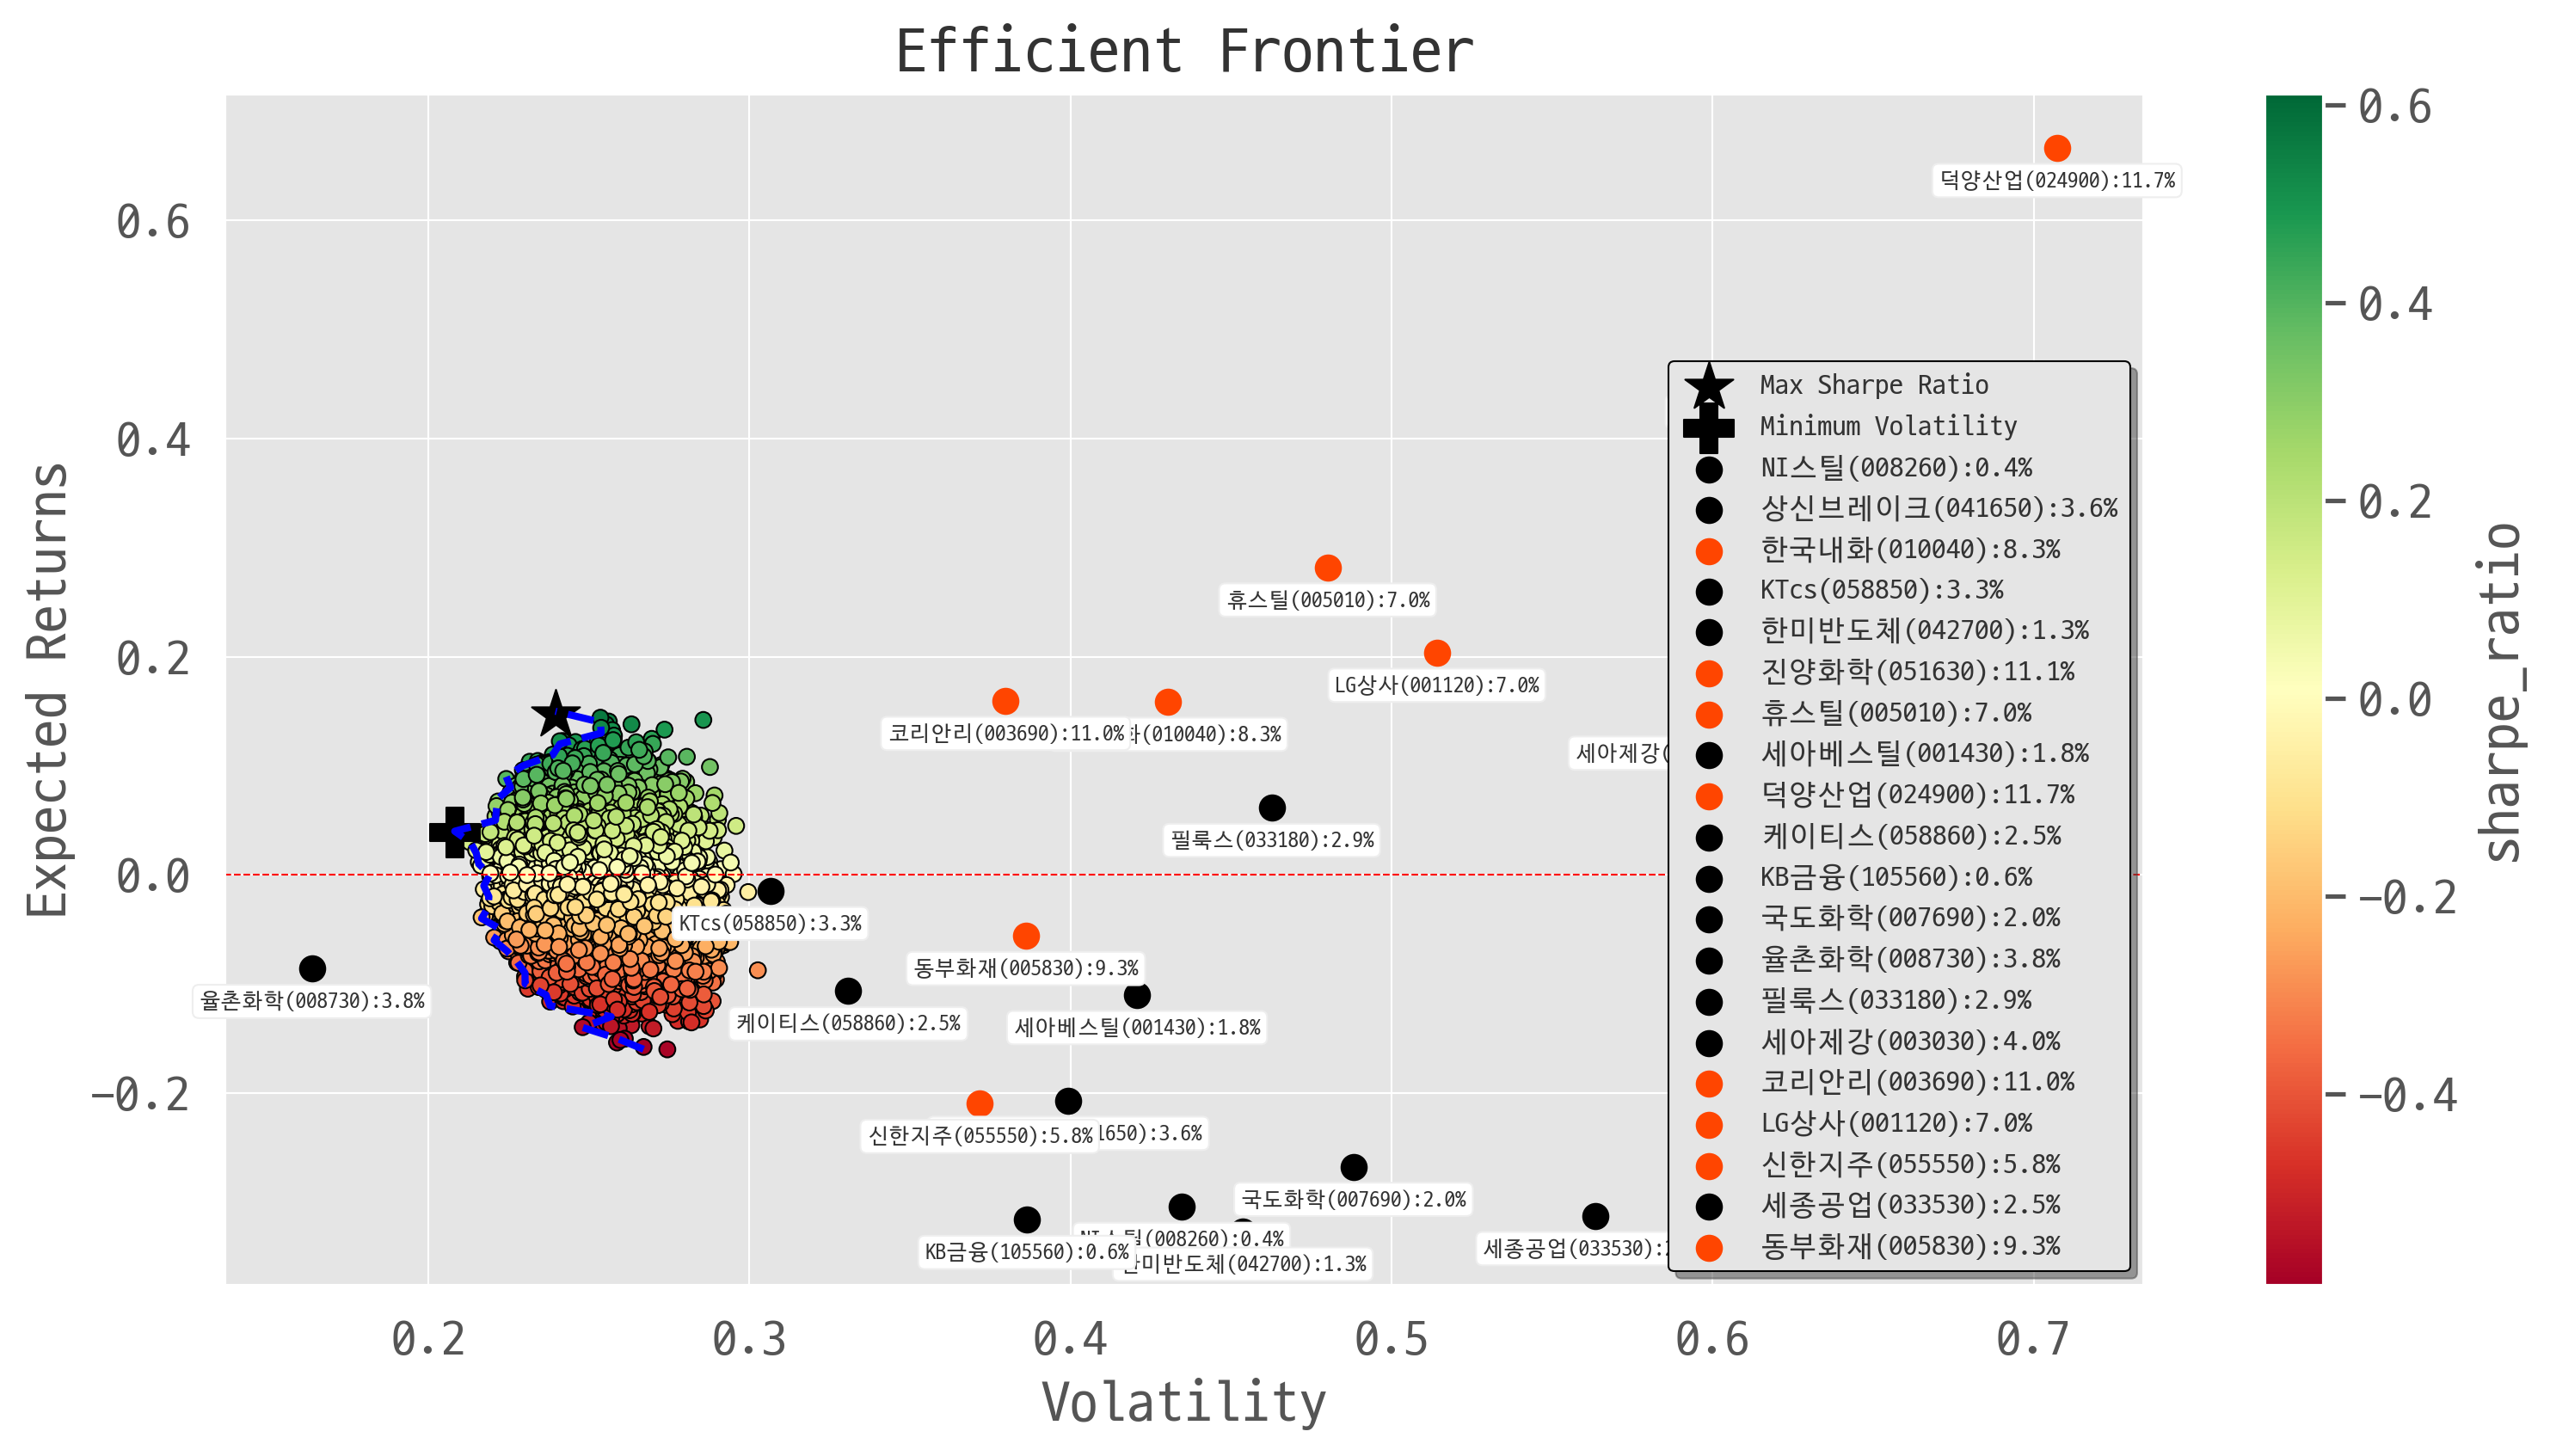 Efficient Frontier
Expected Returns
0.6
0.4
0.2
0.0
−0.2
0.2
0.3
0.4
0.5
0.6
0.7
Volatility
덕양산업(024900):11.7%
휴스틸(005010):7.0%
LG상사(001120):7.0%
코리안리(003690):11.0%
(010040):8.3%
세아제강(
필룩스(033180):2.9%
KTcs(058850):3.3%
동부화재(005830):9.3%
율촌화학(008730):3.8%
케이티스(058860):2.5%
세아베스틸(001430):1.8%
신한지주(055550):5.8%
1650):3.6%
국도화학(007690):2.0%
NI스틸(008260):0.4%
KB금융(105560):0.6%
한미반도체(042700):1.3%
세종공업(033530):
Max Sharpe Ratio
Minimum Volatility
NI스틸(008260):0.4%
상신브레이크(041650):3.6%
한국내화(010040):8.3%
KTcs(058850):3.3%
한미반도체(042700):1.3%
진양화학(051630):11.1%
휴스틸(005010):7.0%
세아베스틸(001430):1.8%
덕양산업(024900):11.7%
케이티스(058860):2.5%
KB금융(105560):0.6%
국도화학(007690):2.0%
율촌화학(008730):3.8%
필룩스(033180):2.9%
세아제강(003030):4.0%
코리안리(003690):11.0%
LG상사(001120):7.0%
신한지주(055550):5.8%
세종공업(033530):2.5%
동부화재(005830):9.3%
0.6
0.4
0.2
0.0
−0.2
−0.4
sharpe_ratio